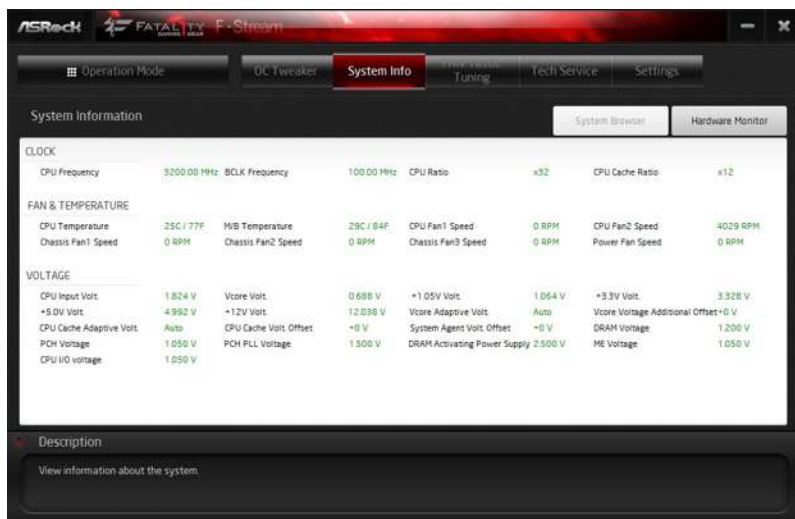 ASRock FATAL1TY GAMING GEAR F-Stream
Operation Mode OC Tweaker System Info Tuning Tech Service Settings
System Information System Browser Hardware Monitor
CLOCK
CPU Frequency 3200.00 MHz BCLK Frequency 100.00 MHz CPU Ratio x32 CPU Cache Ratio x12
FAN & TEMPERATURE
CPU Temperature 25C / 77F M/B Temperature 29C / 84F CPU Fan1 Speed 0 RPM CPU Fan2 Speed 4029 RPM
Chassis Fan1 Speed 0 RPM Chassis Fan2 Speed 0 RPM Chassis Fan3 Speed 0 RPM Power Fan Speed 0 RPM
VOLTAGE
CPU Input Volt. 1.824 V Vcore Volt. 0.688 V +1.05V Volt. 1.064 V +3.3V Volt. 3.328 V
+5.0V Volt. 4.992 V +12V Volt. 12.038 V Vcore Adaptive Volt. Auto Vcore Voltage Additional Offset +0 V
CPU Cache Adaptive Volt. Auto CPU Cache Volt. Offset +0 V System Agent Volt. Offset +0 V DRAM Voltage 1.200 V
PCH Voltage 1.050 V PCH PLL Voltage 1.500 V DRAM Activating Power Supply 2.500 V ME Voltage 1.050 V
CPU I/O voltage 1.050 V
Description
View information about the system.